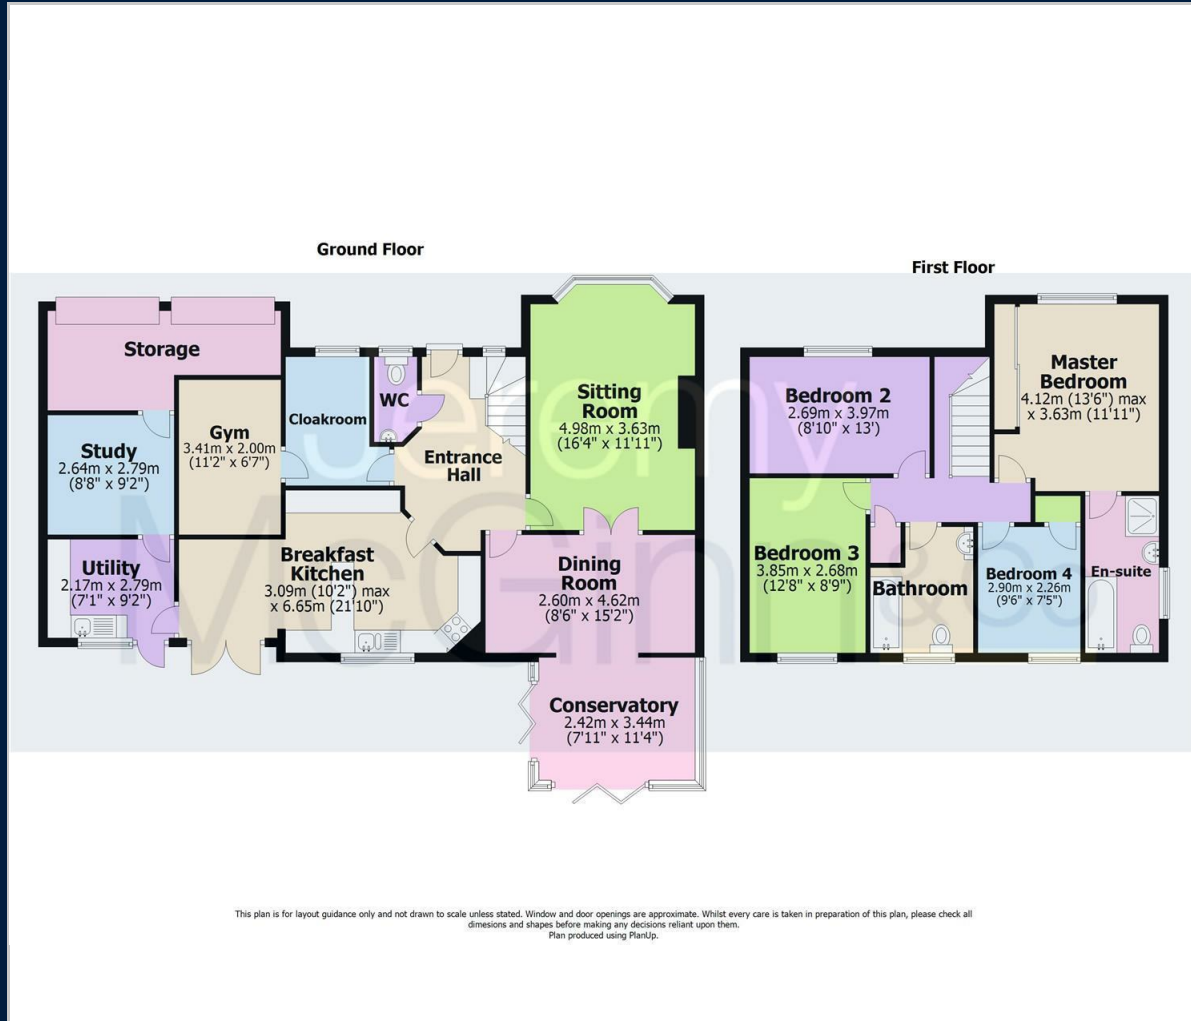 Ground Floor
First Floor
Storage
Study
2.64m x 2.79m
(8'8" x 9'2")
Gym
3.41m x 2.00m
(11'2" x 6'7")
Cloakroom
WC
Entrance
Hall
Sitting
Room
4.98m x 3.63m
(16'4" x 11'11")
Utility
2.17m x 2.79m
(7'1" x 9'2")
Breakfast
Kitchen
3.09m (10'2") max
x 6.65m (21'10")
Dining
Room
2.60m x 4.62m
(8'6" x 15'2")
Conservatory
2.42m x 3.44m
(7'11" x 11'4")
Bedroom 2
2.69m x 3.97m
(8'10" x 13')
Master
Bedroom
4.12m (13'6") max
x 3.63m (11'11")
Bedroom 3
3.85m x 2.68m
(12'8" x 8'9")
Bathroom
Bedroom 4
2.90m x 2.26m
(9'6" x 7'5")
En-suite
Jeremy
McGinn & Co
This plan is for layout guidance only and not drawn to scale unless stated. Window and door openings are approximate. Whilst every care is taken in preparation of this plan, please check all
dimesions and shapes before making any decisions reliant upon them.
Plan produced using PlanUp.